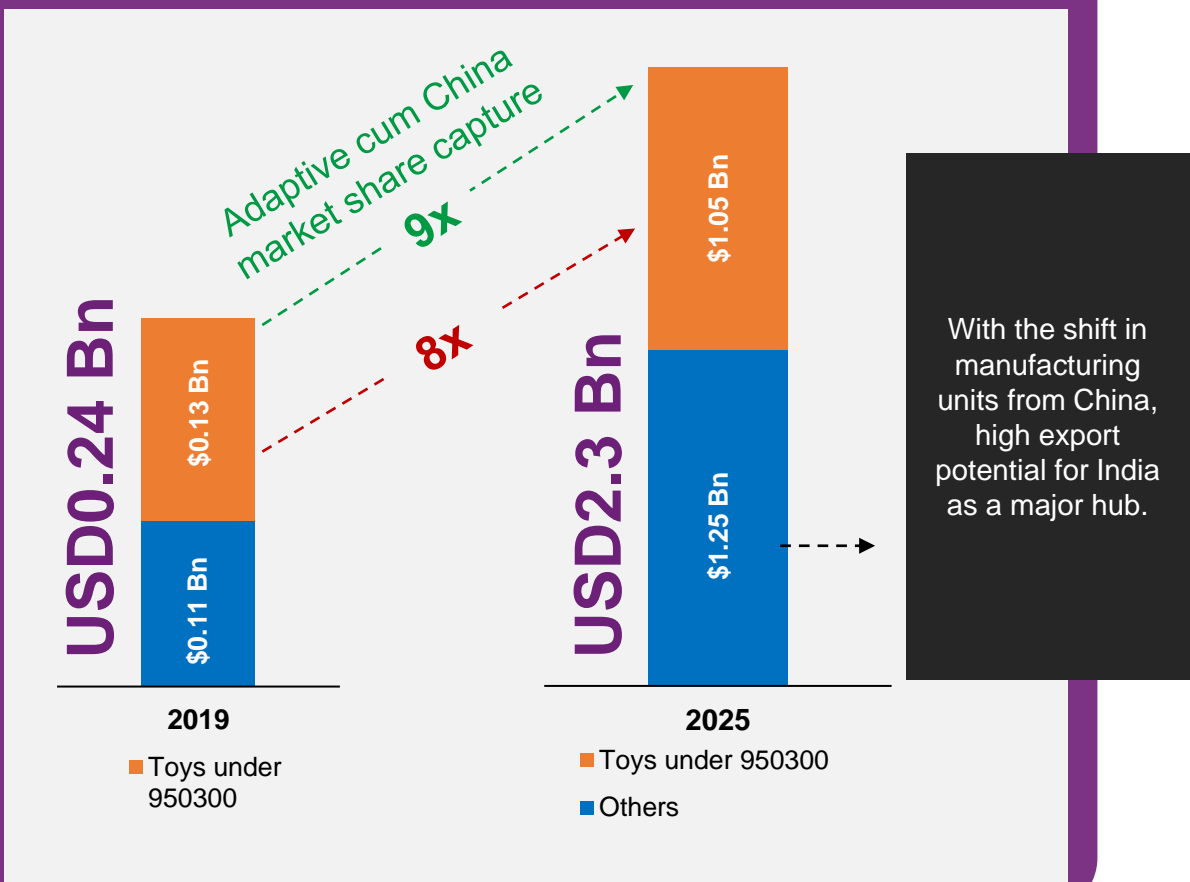 Adaptive cum China
market share capture
9x
8x
USD0.24 Bn
$0.13 Bn
$0.11 Bn
2019
Toys under
950300
USD2.3 Bn
$1.05 Bn
$1.25 Bn
2025
Toys under 950300
Others
With the shift in
manufacturing
units from China,
high export
potential for India
as a major hub.